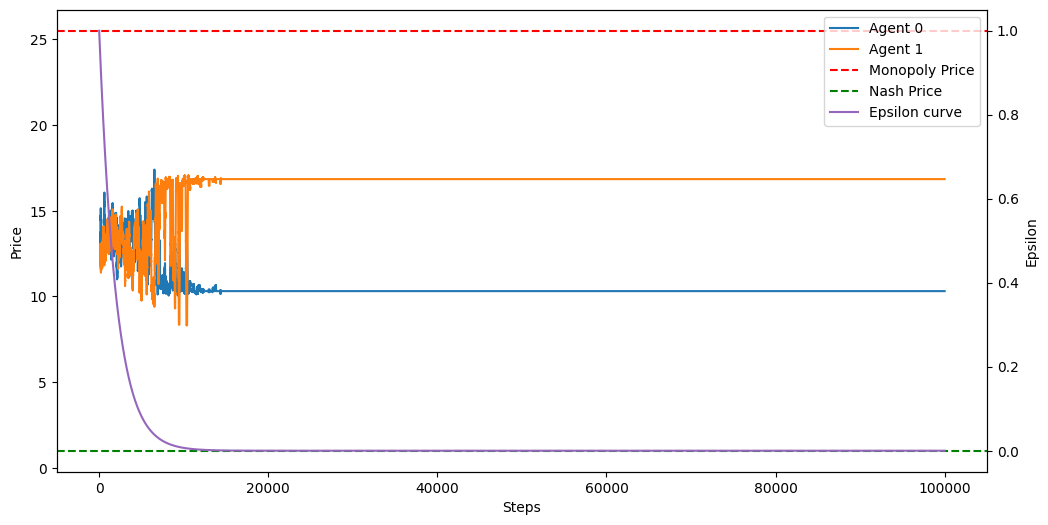 25
20
15
10
5
0
Price
0
20000
40000
60000
80000
100000
Steps
1.0
0.8
0.6
0.4
0.2
0.0
Epsilon
Agent 0
Agent 1
Monopoly Price
Nash Price
Epsilon curve